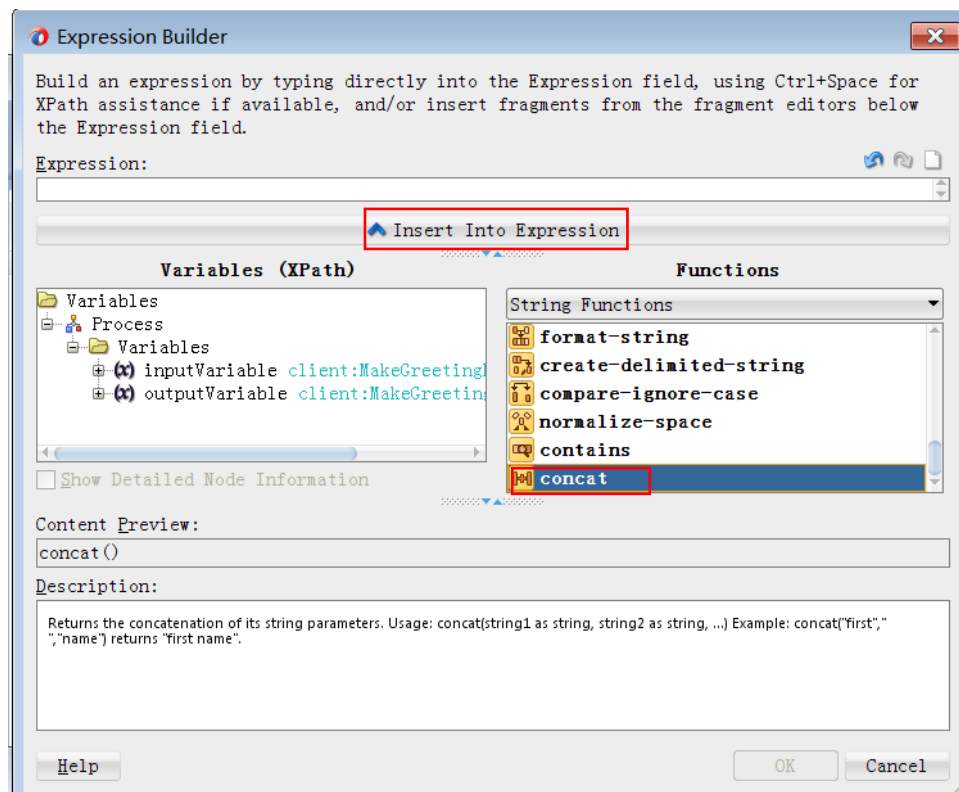 Expression Builder
Build an expression by typing directly into the Expression field, using Ctrl+Space for
XPath assistance if available, and/or insert fragments from the fragment editors below
the Expression field.
Expression:
Insert Into Expression
Variables (XPath)
Variables
Process
Variables
inputVariable client:MakeGreeting
outputVariable client:MakeGreetin
Show Detailed Node Information
Functions
String Functions
format-string
create-delimited-string
compare-ignore-case
normalize-space
contains
concat
Content Preview:
concat()
Description:
Returns the concatenation of its string parameters. Usage: concat(string1 as string, string2 as string, ...) Example: concat("first","
","name") returns "first name".
Help
OK
Cancel